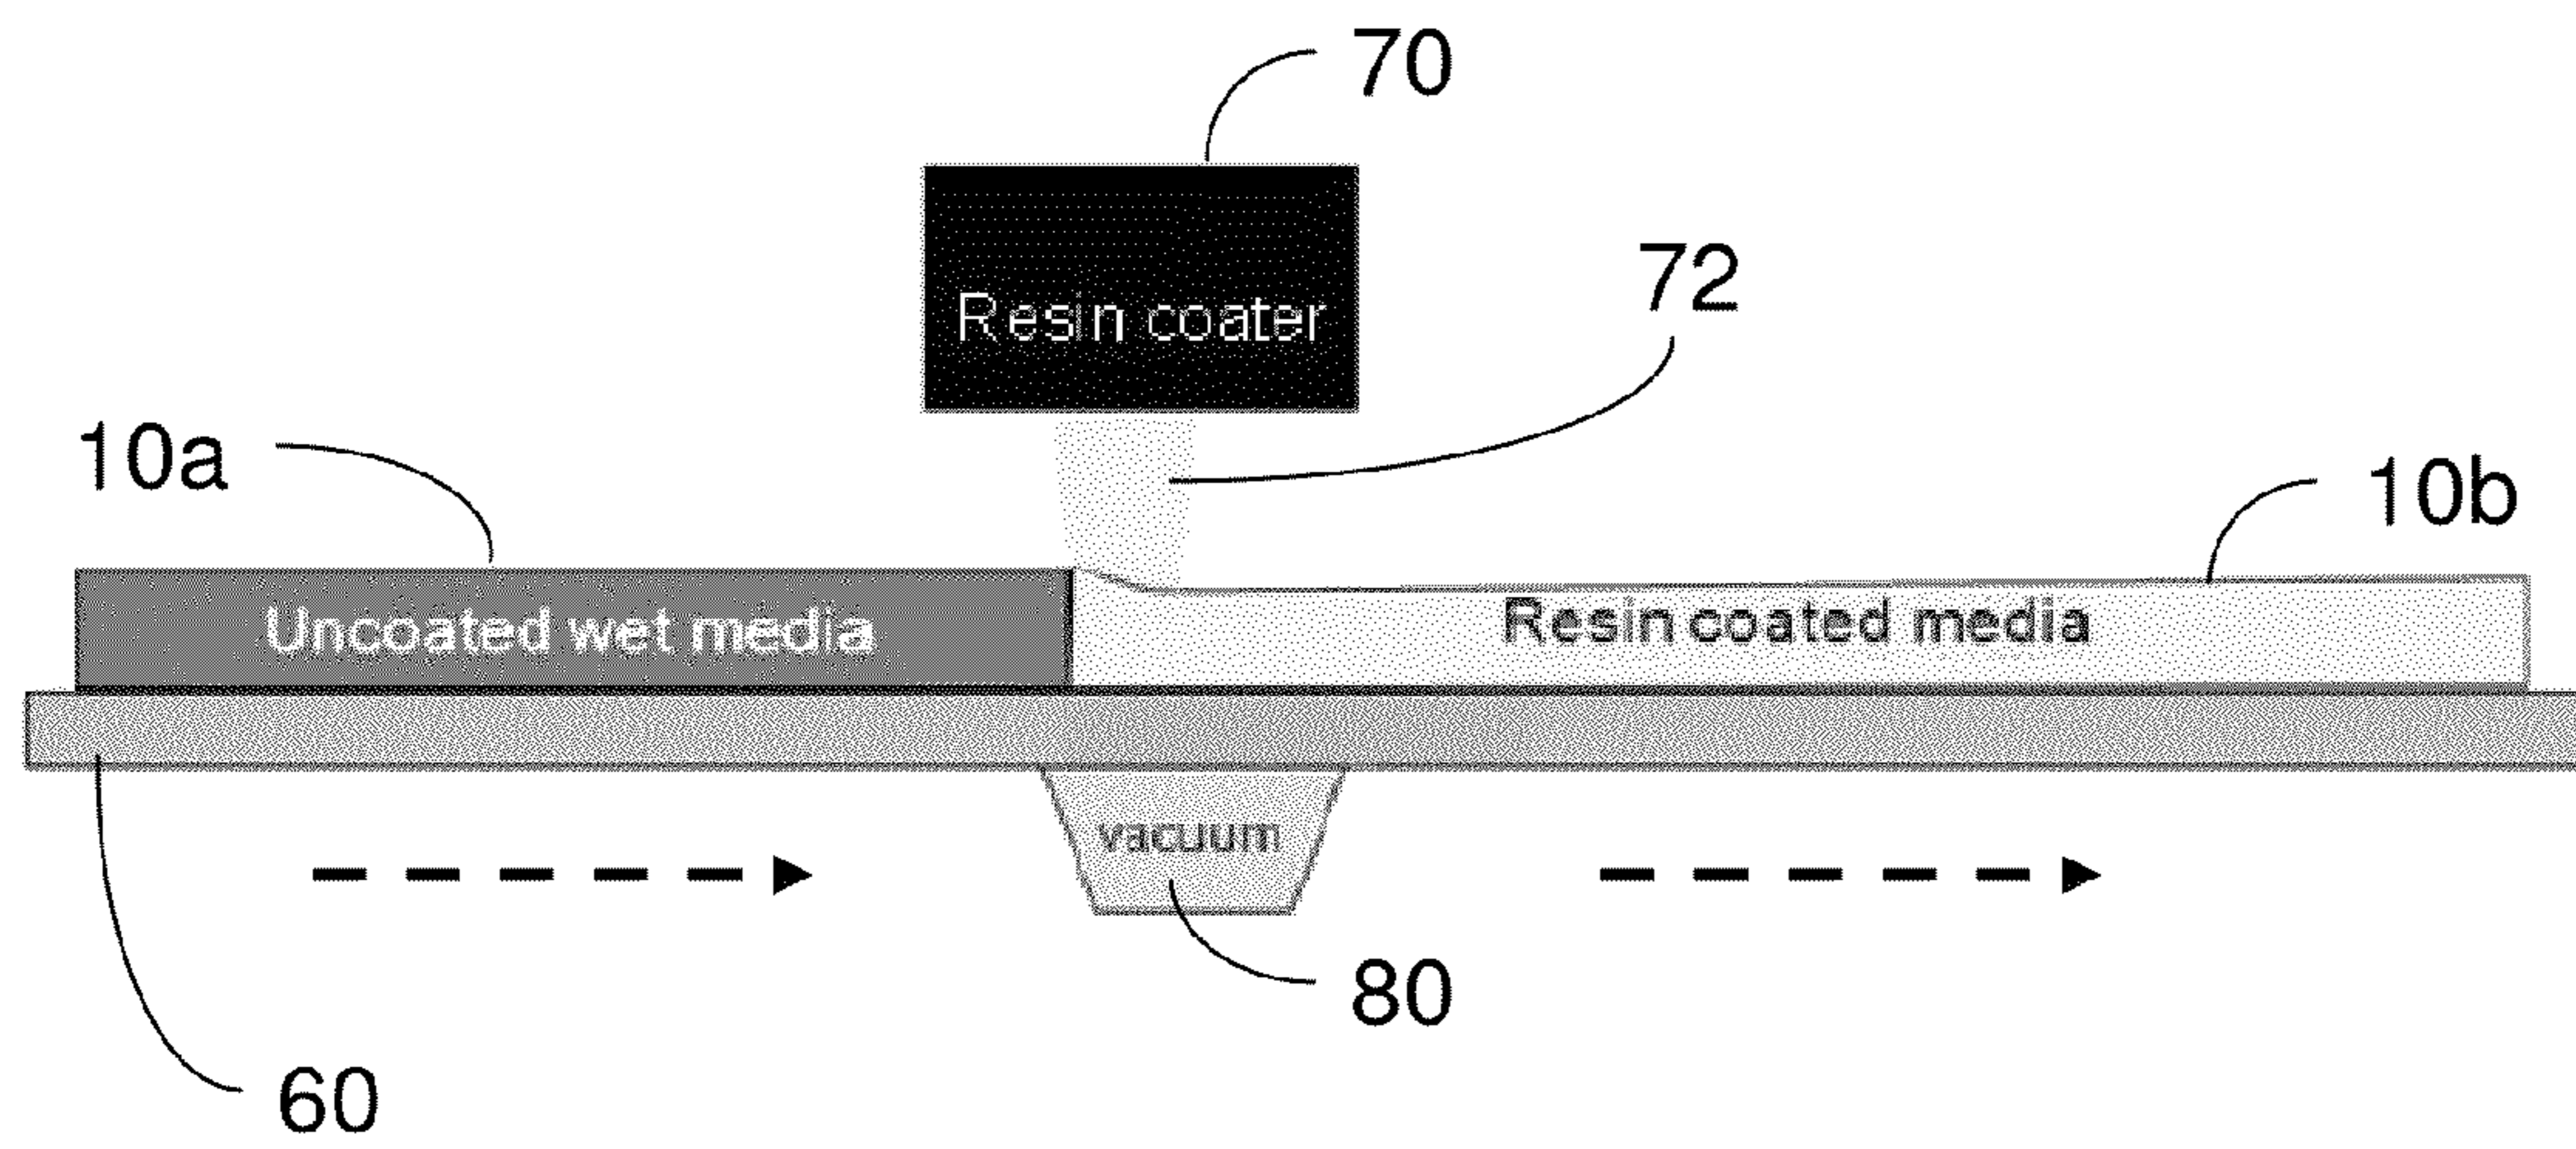 70
Resin coater
72
10a
10b
Uncoated wet media
Resin coated media
vacuum
80
60